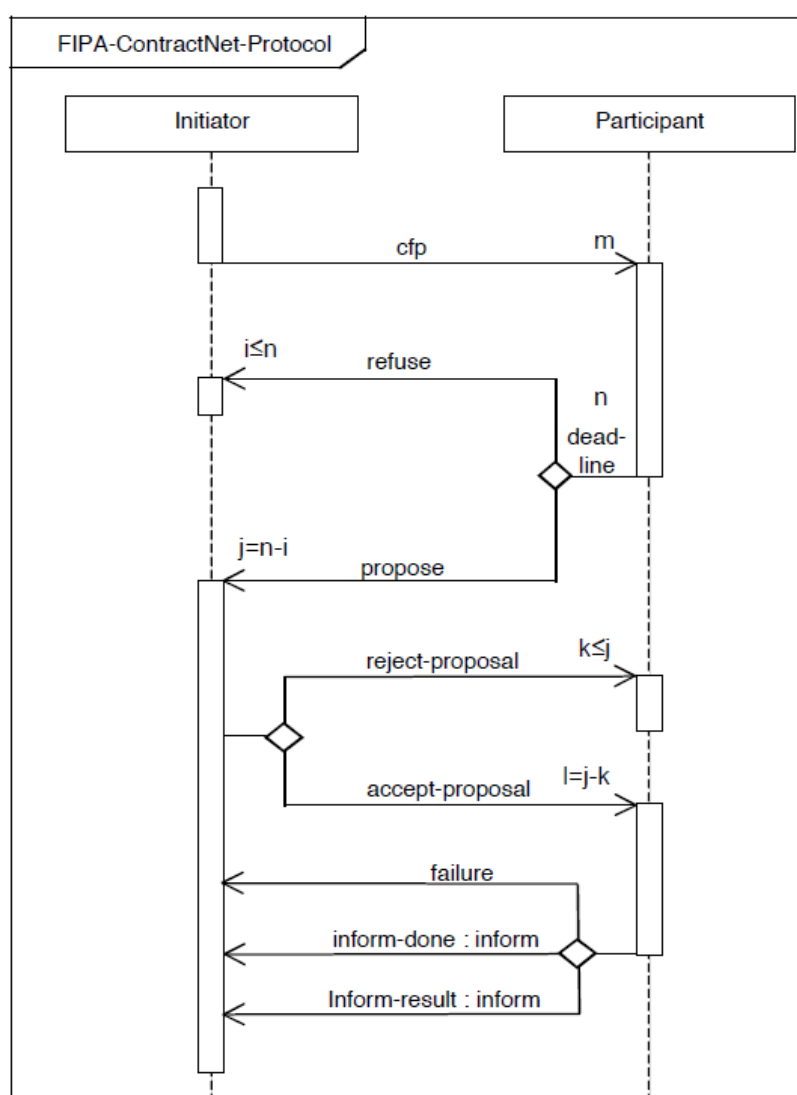 FIPA-ContractNet-Protocol
Initiator
Participant
cfp
m
i≤n
refuse
n
dead-
line
j=n-i
propose
reject-proposal
k≤j
accept-proposal
l=j-k
failure
inform-done : inform
Inform-result : inform